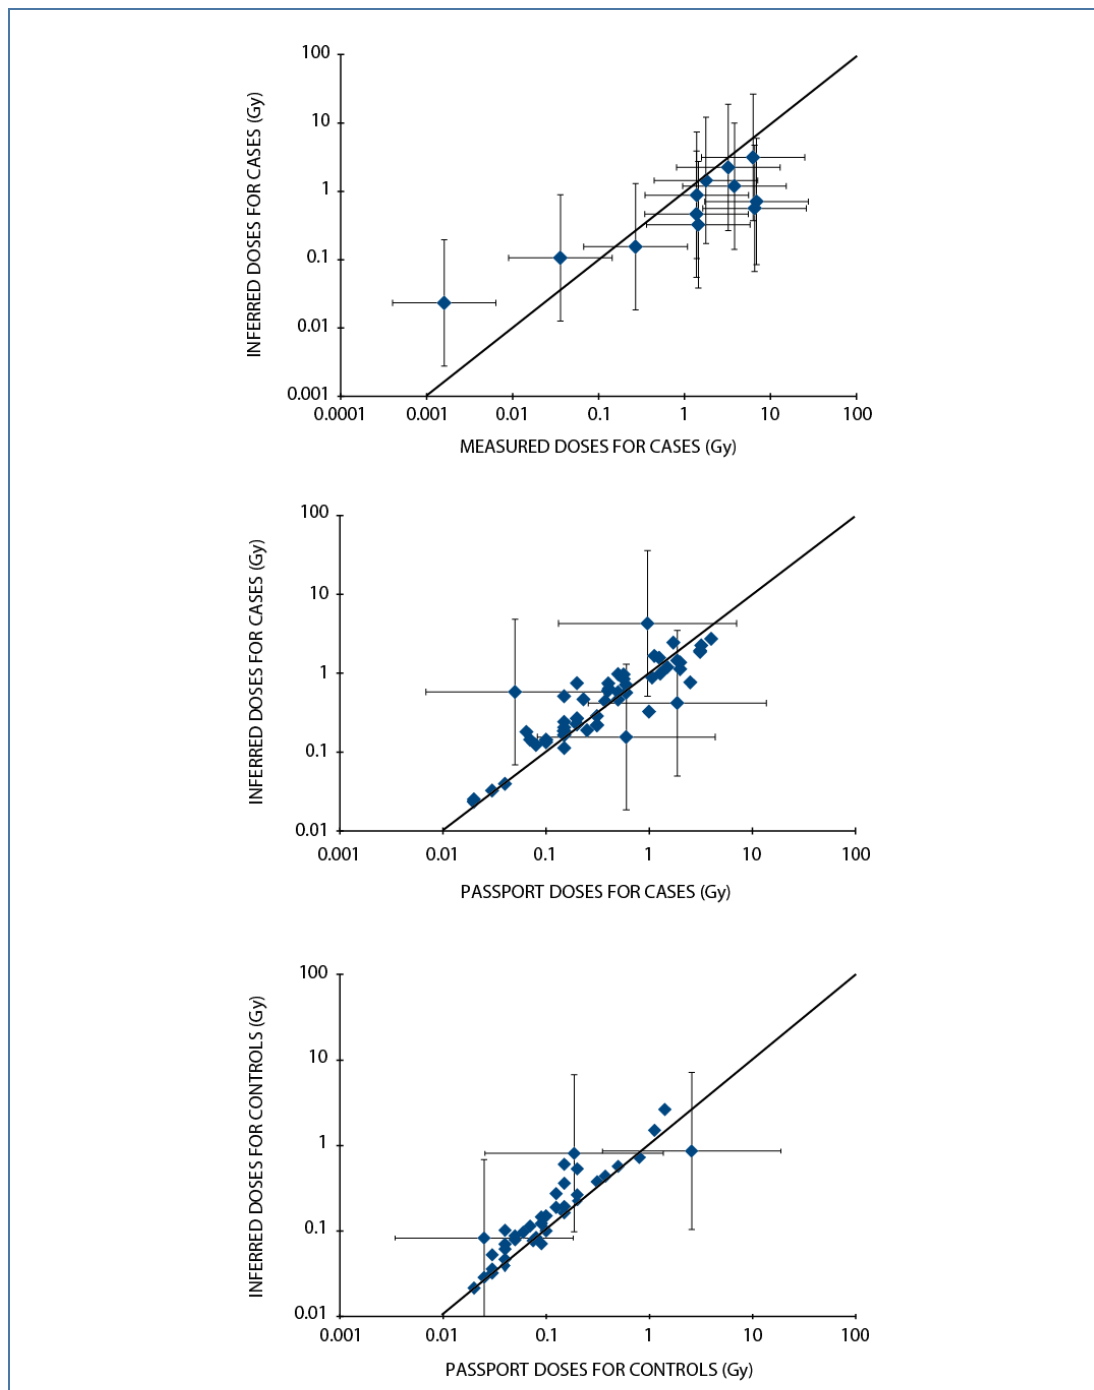 100
10
1
0.1
0.01
0.001
INFERRED DOSES FOR CASES (Gy)
0.0001 0.001 0.01 0.1 1 10 100
MEASURED DOSES FOR CASES (Gy)
100
10
1
0.1
0.01
INFERRED DOSES FOR CASES (Gy)
0.001 0.01 0.1 1 10 100
PASSPORT DOSES FOR CASES (Gy)
100
10
1
0.1
0.01
INFERRED DOSES FOR CONTROLS (Gy)
0.001 0.01 0.1 1 10 100
PASSPORT DOSES FOR CONTROLS (Gy)